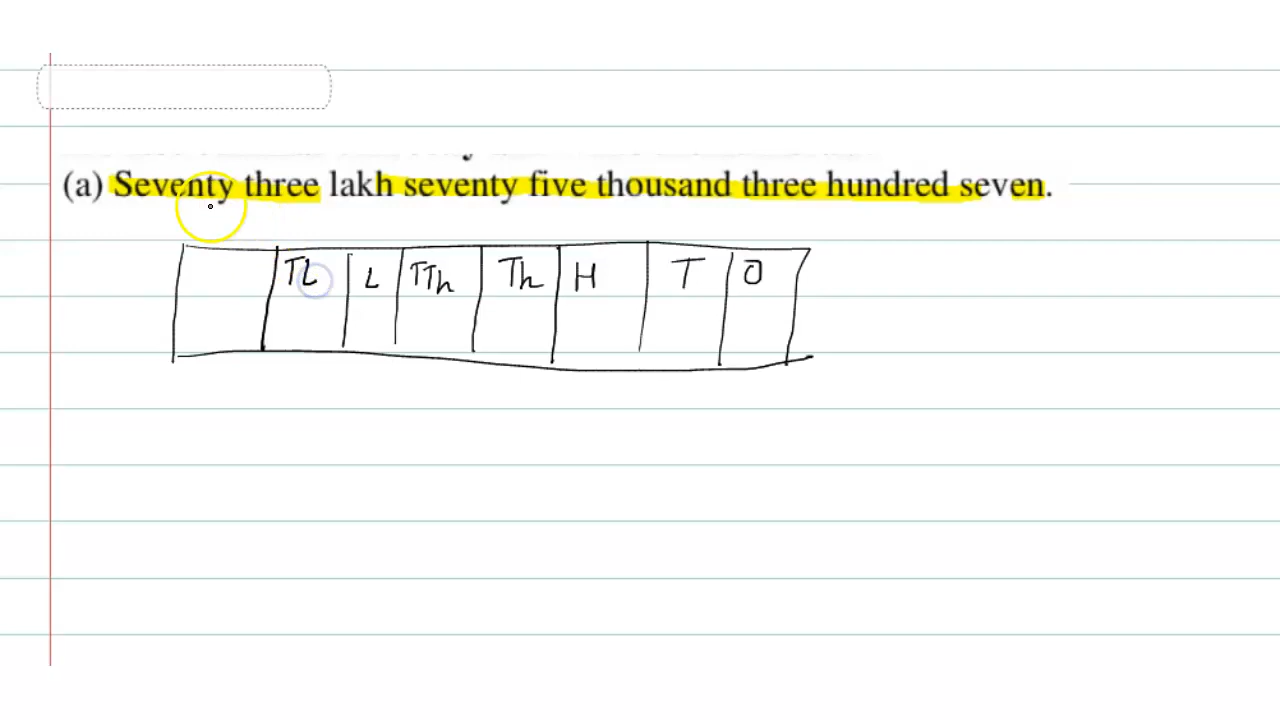 (a) Seventy three lakh seventy five thousand three hundred seven.
TL L TTh Th H T O